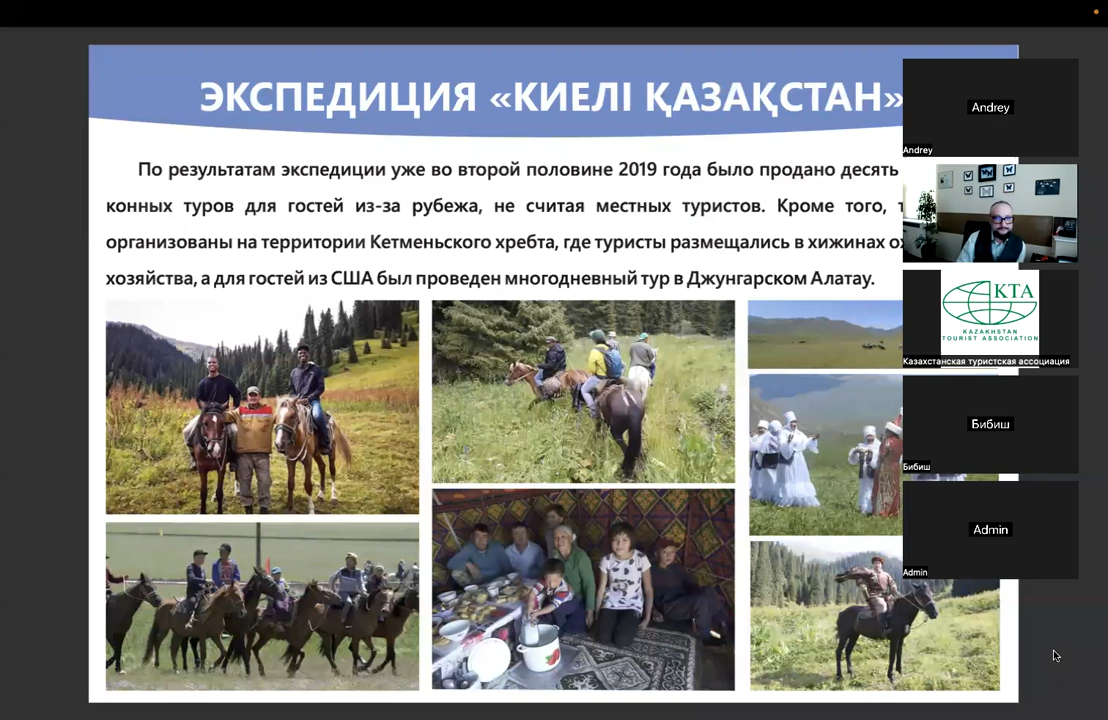 ЭКСПЕДИЦИЯ «КИЕЛІ ҚАЗАҚСТАН»
По результатам экспедиции уже во второй половине 2019 года было продано десять
конных туров для гостей из-за рубежа, не считая местных туристов. Кроме того,
организованы на территории Кетменьского хребта, где туристы размещались в хижинах
хозяйства, а для гостей из США был проведен многодневный тур в Джунгарском Алатау.
Andrey
Andrey
KTA
KAZAKHSTAN
TOURIST ASSOCIATION
Казахстанская туристская ассоциация
Бибиш
Бибиш
Admin
Admin